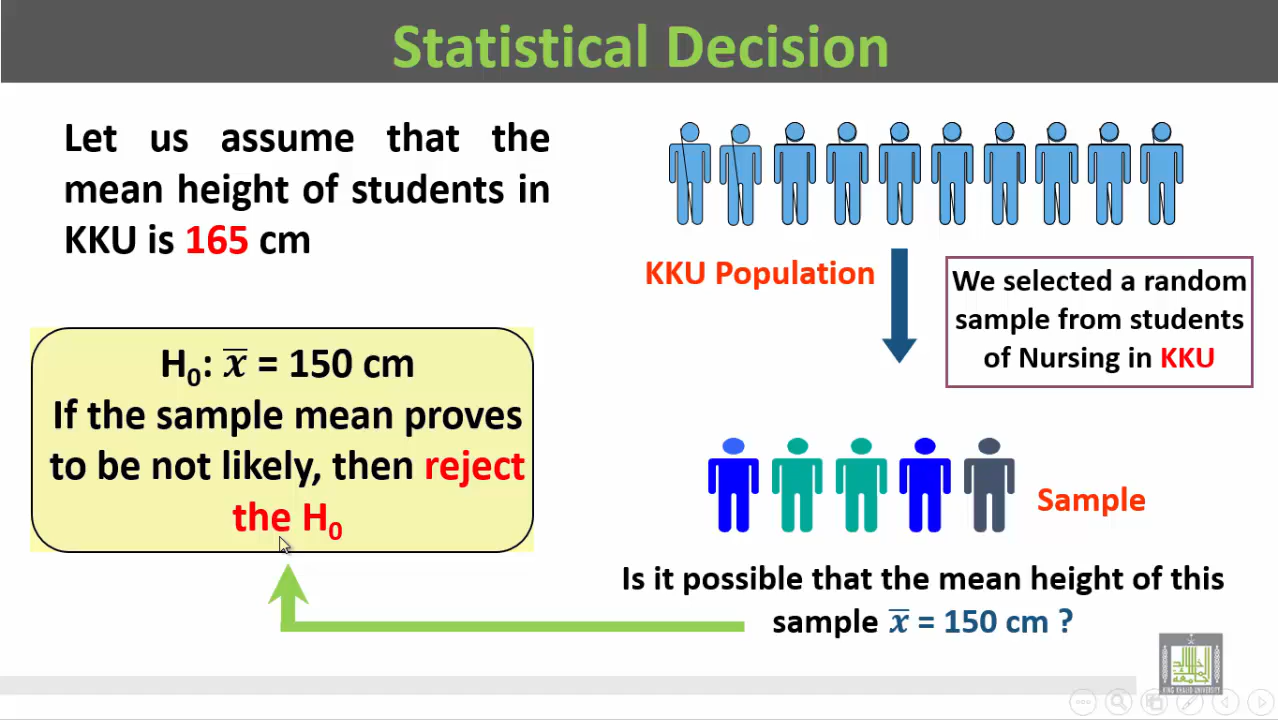 Statistical Decision
Let us assume that the
mean height of students in
KKU is 165 cm
H₀: x̅ = 150 cm
If the sample mean proves
to be not likely, then reject
the H₀
KKU Population
We selected a random
sample from students
of Nursing in KKU
Sample
Is it possible that the mean height of this
sample x̅ = 150 cm ?
KING KHALID UNIVERSITY